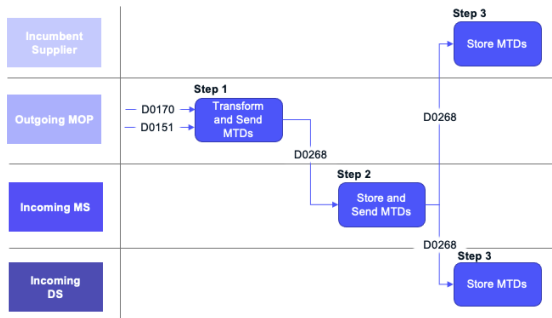 Incumbent
Supplier
Step 3
Store MTDs
Outgoing MOP
D0170
D0151
Step 1
Transform
and Send
MTDs
D0268
D0268
Incoming MS
Step 2
Store and
Send MTDs
D0268
Incoming
DS
Step 3
Store MTDs